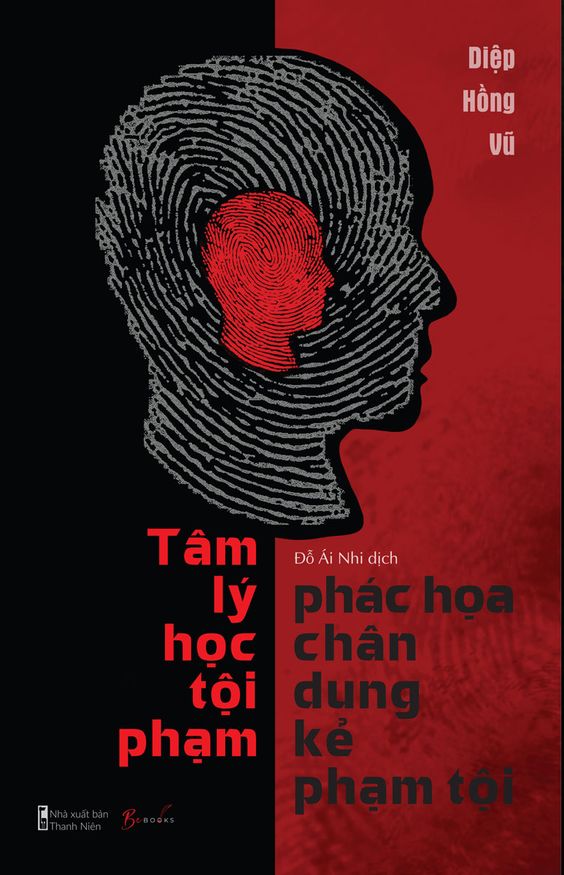 Diệp
Hồng
Vũ
Tâm
lý
học
tội
phạm
Đỗ Ái Nhi dịch
phác họa
chân
dung
kẻ
phạm tội
Nhà xuất bản
Thanh Niên
BeBOOKS